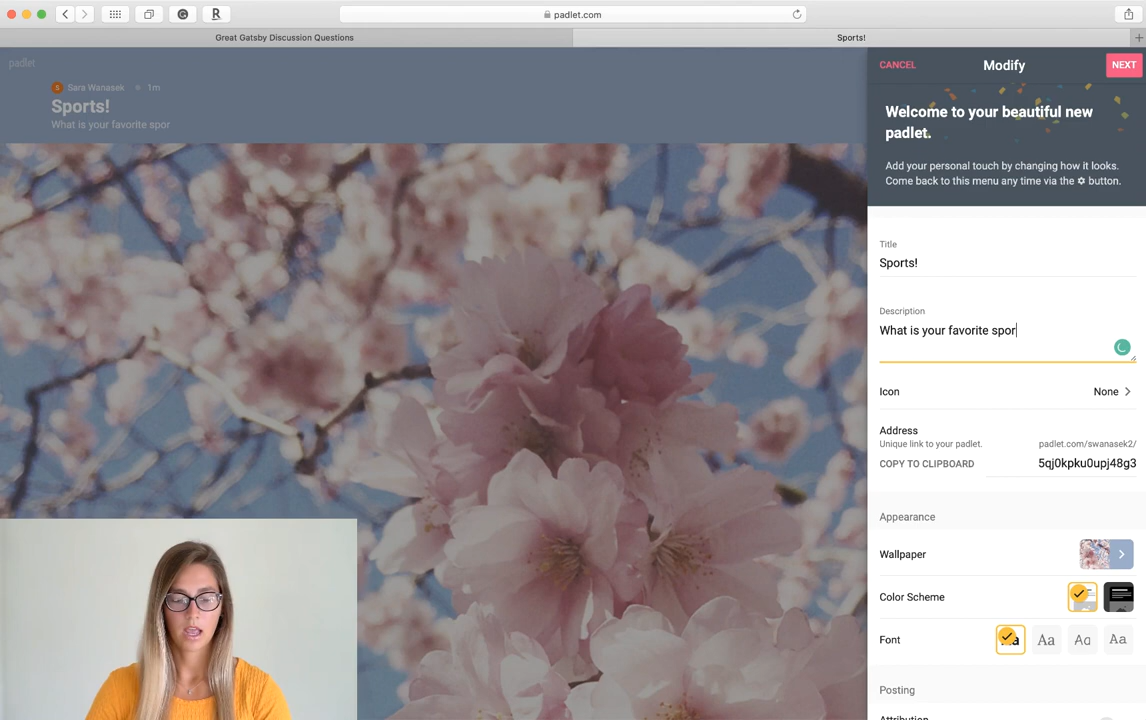 padlet.com
Great Gatsby Discussion Questions
Sports!
padlet
S Sara Wanasek 1m
Sports!
What is your favorite spor
CANCEL
Modify
NEXT
Welcome to your beautiful new
padlet.
Add your personal touch by changing how it looks.
Come back to this menu any time via the button.
Title
Sports!
Description
What is your favorite spor
Icon
None
Address
Unique link to your padlet.
padlet.com/swanasek2/
COPY TO CLIPBOARD
5qj0kpku0upj48g3
Appearance
Wallpaper
Color Scheme
Font
Aa Aa Aa
Posting
Attribution